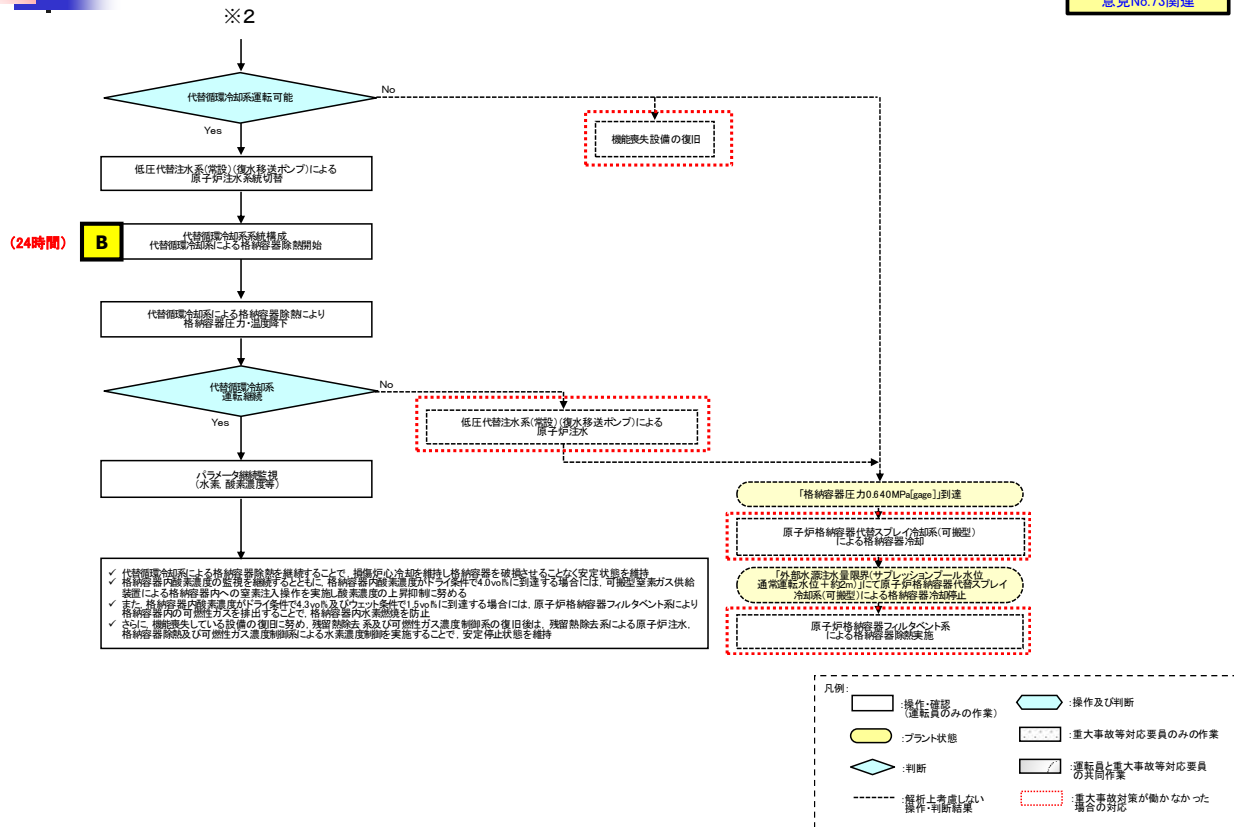 意見No.73関連
※2
代替循環冷却系運転可能
No
Yes
機能喪失設備の復旧
低圧代替注水系(常設)(復水移送ポンプ)による
原子炉注水系統切替
(24時間)
B
代替循環冷却系系統構成
代替循環冷却系による格納容器除熱開始
代替循環冷却系による格納容器除熱により
格納容器圧力・温度降下
代替循環冷却系
運転継続
No
Yes
低圧代替注水系(常設)(復水移送ポンプ)による
原子炉注水
パラメータ継続監視
(水素,酸素濃度等)
「格納容器圧力0.640MPa[gage]」到達
原子炉格納容器代替スプレイ冷却系(可搬型)
による格納容器冷却
「外部水源注水量限界(サプレッションプール水位
通常運転水位+約2m)」にて原子炉格納容器代替スプレイ
冷却系(可搬型)による格納容器冷却停止
原子炉格納容器フィルタベント系
による格納容器除熱実施
✓ 代替循環冷却系による格納容器除熱を継続することで,損傷炉心冷却を維持し格納容器を破損させることなく安定状態を維持
✓ 格納容器内酸素濃度の監視を継続するとともに,格納容器内酸素濃度がドライ条件で4.0vol%に到達する場合には,可搬型窒素ガス供給
装置による格納容器内への窒素注入操作を実施し酸素濃度の上昇抑制に努める
✓ また,格納容器内酸素濃度がドライ条件で4.3vol%及びウェット条件で1.5vol%に到達する場合には,原子炉格納容器フィルタベント系により
格納容器内の可燃性ガスを排出することで,格納容器内水素燃焼を防止
✓ さらに,機能喪失している設備の復旧に努め,残留熱除去系及び可燃性ガス濃度制御系の復旧後は,残留熱除去系による原子炉注水,
格納容器除熱及び可燃性ガス濃度制御系による水素濃度制御を実施することで,安定停止状態を維持
凡例:
:操作・確認
(運転員のみの作業)
:操作及び判断
:プラント状態
:重大事故等対応要員のみの作業
:判断
:運転員と重大事故等対応要員
の共同作業
:解析上考慮しない
操作・判断結果
:重大事故対策が働かなかった
場合の対応